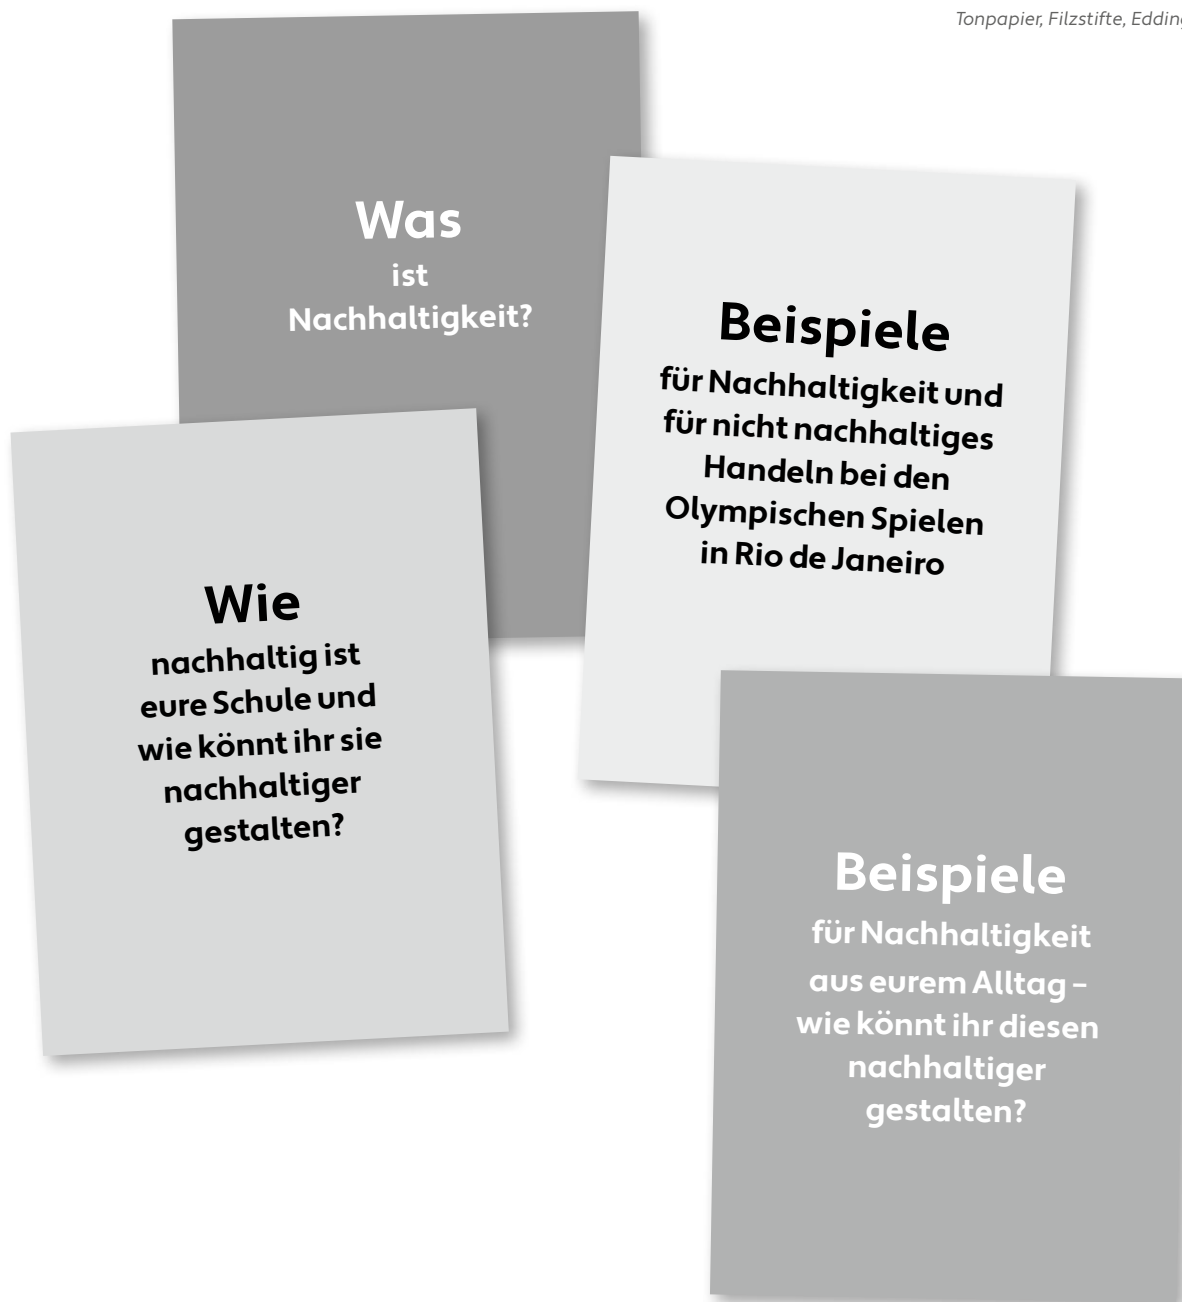 Tonpapier, Filzstifte, Edding
Was
ist
Nachhaltigkeit?
Beispiele
für Nachhaltigkeit und
für nicht nachhaltiges
Handeln bei den
Olympischen Spielen
in Rio de Janeiro
Wie
nachhaltig ist
eure Schule und
wie könnt ihr sie
nachhaltiger
gestalten?
Beispiele
für Nachhaltigkeit
aus eurem Alltag –
wie könnt ihr diesen
nachhaltiger
gestalten?